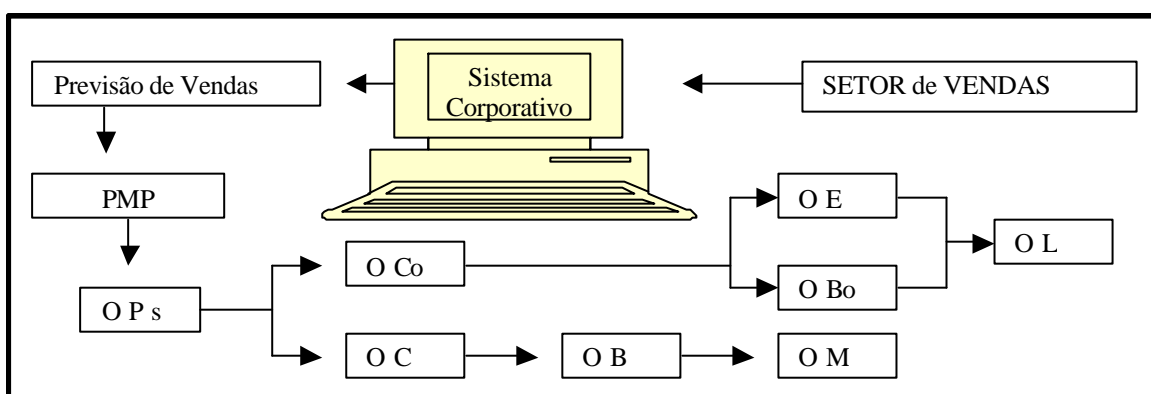 Previsão de Vendas
Sistema
Corporativo
SETOR de VENDAS
PMP
O E
O L
O Co
O Bo
O P s
O C
O B
O M